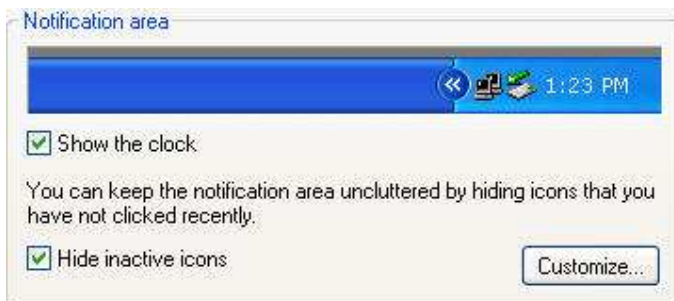 Notification area
1:23 PM
Show the clock
You can keep the notification area uncluttered by hiding icons that you
have not clicked recently.
Hide inactive icons
Customize...